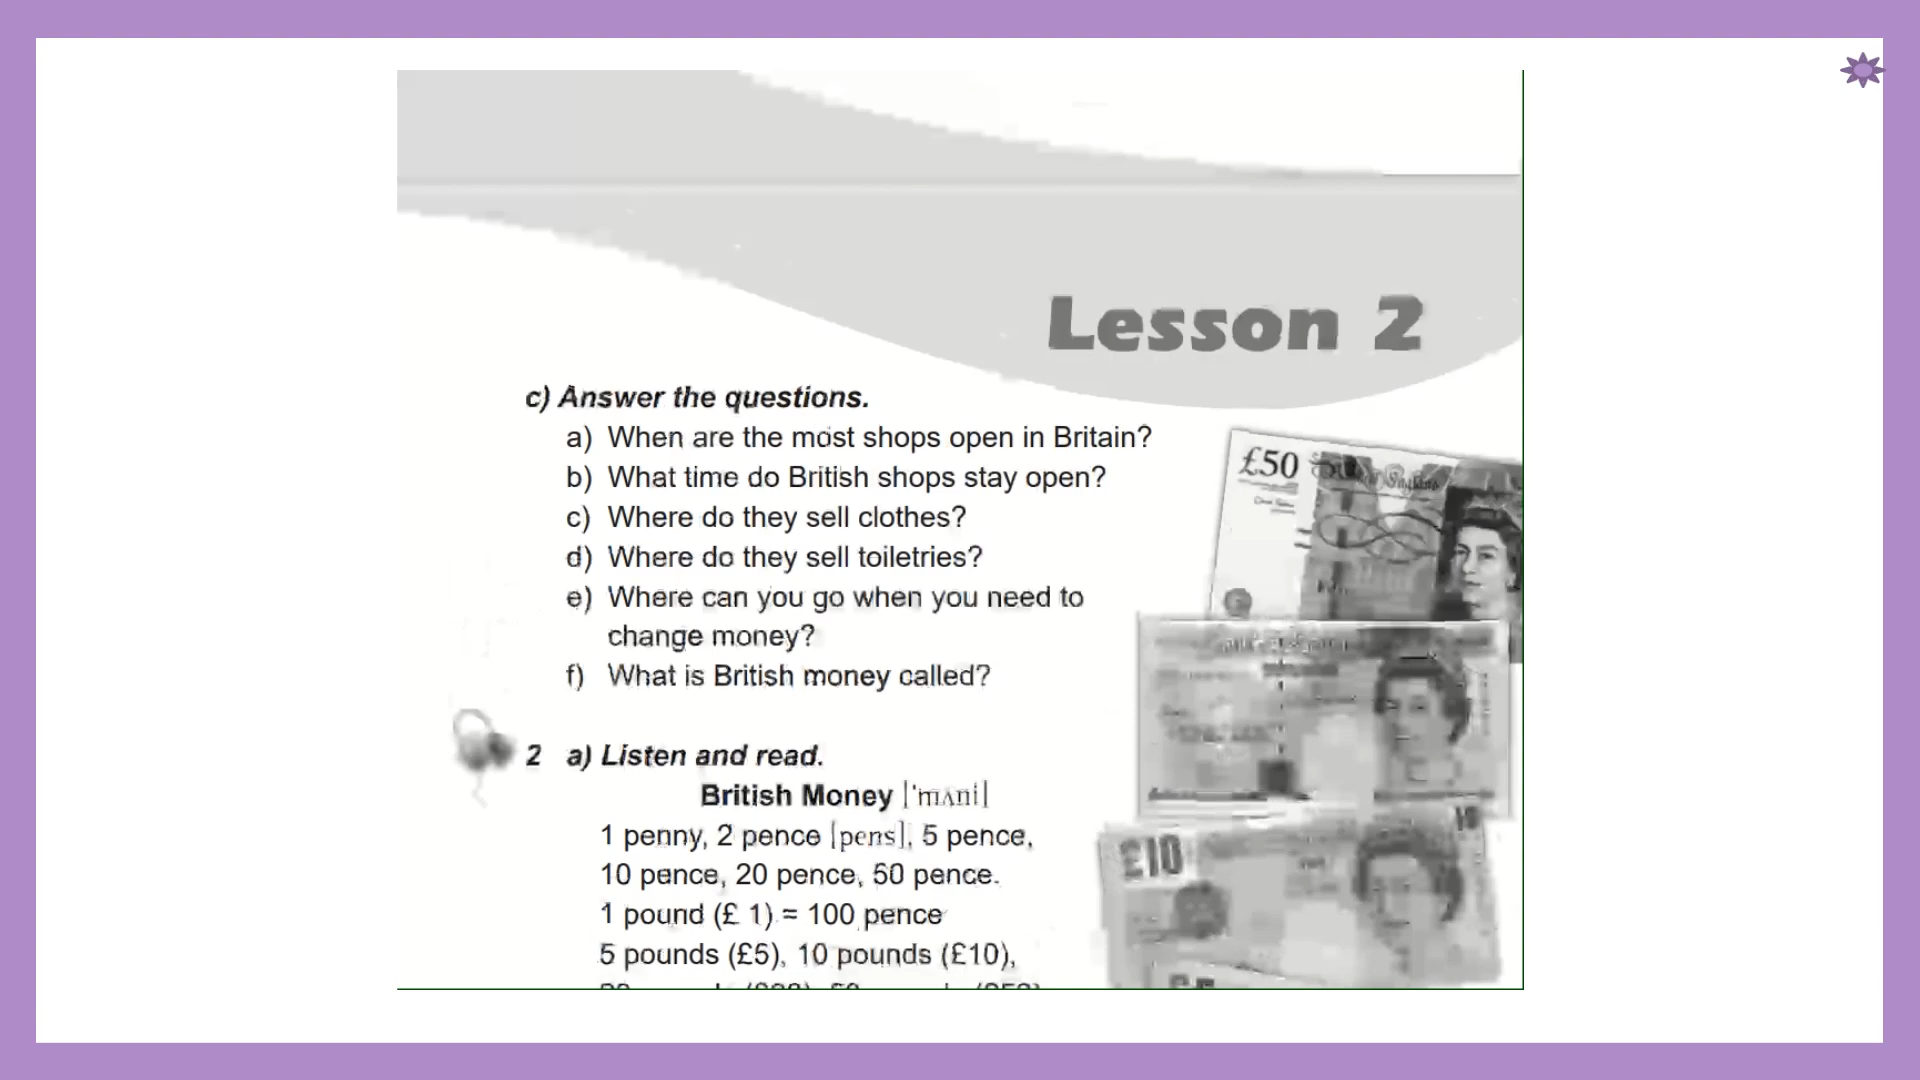 Lesson 2
c) Answer the questions.
a) When are the most shops open in Britain?
b) What time do British shops stay open?
c) Where do they sell clothes?
d) Where do they sell toiletries?
e) Where can you go when you need to
change money?
f) What is British money called?
£50
2 a) Listen and read.
British Money ['mʌni]
1 penny, 2 pence [pens], 5 pence,
10 pence, 20 pence, 50 pence.
1 pound (£ 1) = 100 pence
5 pounds (£5), 10 pounds (£10),
10
£10